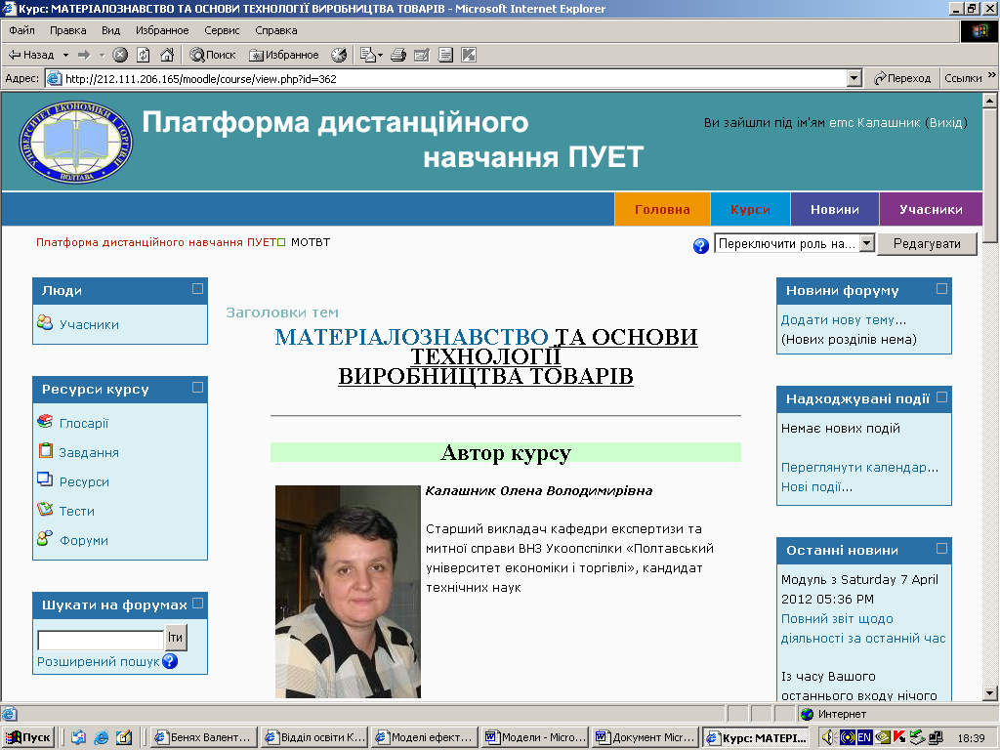 Курс: МАТЕРІАЛОЗНАВСТВО ТА ОСНОВИ ТЕХНОЛОГІЇ ВИРОБНИЦТВА ТОВАРІВ - Microsoft Internet Explorer
Файл Правка Вид Избранное Сервис Справка
Назад Поиск Избранное
Адрес: http://212.111.206.165/moodle/course/view.php?id=362 Переход Ссылки »
УНІВЕРСИТЕТ ЕКОНОМІКИ І ТОРГІВЛІ
ПОЛТАВА
Платформа дистанційного
навчання ПУЕТ
Ви зайшли під ім'ям емс Калашник (Вихід)
Головна Курси Новини Учасники
Платформа дистанційного навчання ПУЕТ МОТВТ
Переключити роль на... Редагувати
Люди
Учасники
Ресурси курсу
Глосарії
Завдання
Ресурси
Тести
Форуми
Шукати на форумах
Іти
Розширений пошук
Заголовки тем
МАТЕРІАЛОЗНАВСТВО ТА ОСНОВИ
ТЕХНОЛОГІЇ
ВИРОБНИЦТВА ТОВАРІВ
Автор курсу
Калашник Олена Володимирівна
Старший викладач кафедри експертизи та
митної справи ВНЗ Укоопспілки «Полтавський
університет економіки і торгівлі», кандидат
технічних наук
Новини форуму
Додати нову тему...
(Нових розділів нема)
Надходжувані події
Немає нових подій
Переглянути календар...
Нові події...
Останні новини
Модуль з Saturday 7 April
2012 05:36 PM
Повний звіт щодо
діяльності за останній час
Із часу Вашого
останнього входу нічого
Интернет
Пуск Бенях Валент... Відділ освіти К... Моделі ефект... Модели - Micro... Документ Micr... Курс: МАТЕРІ... EN 18:39